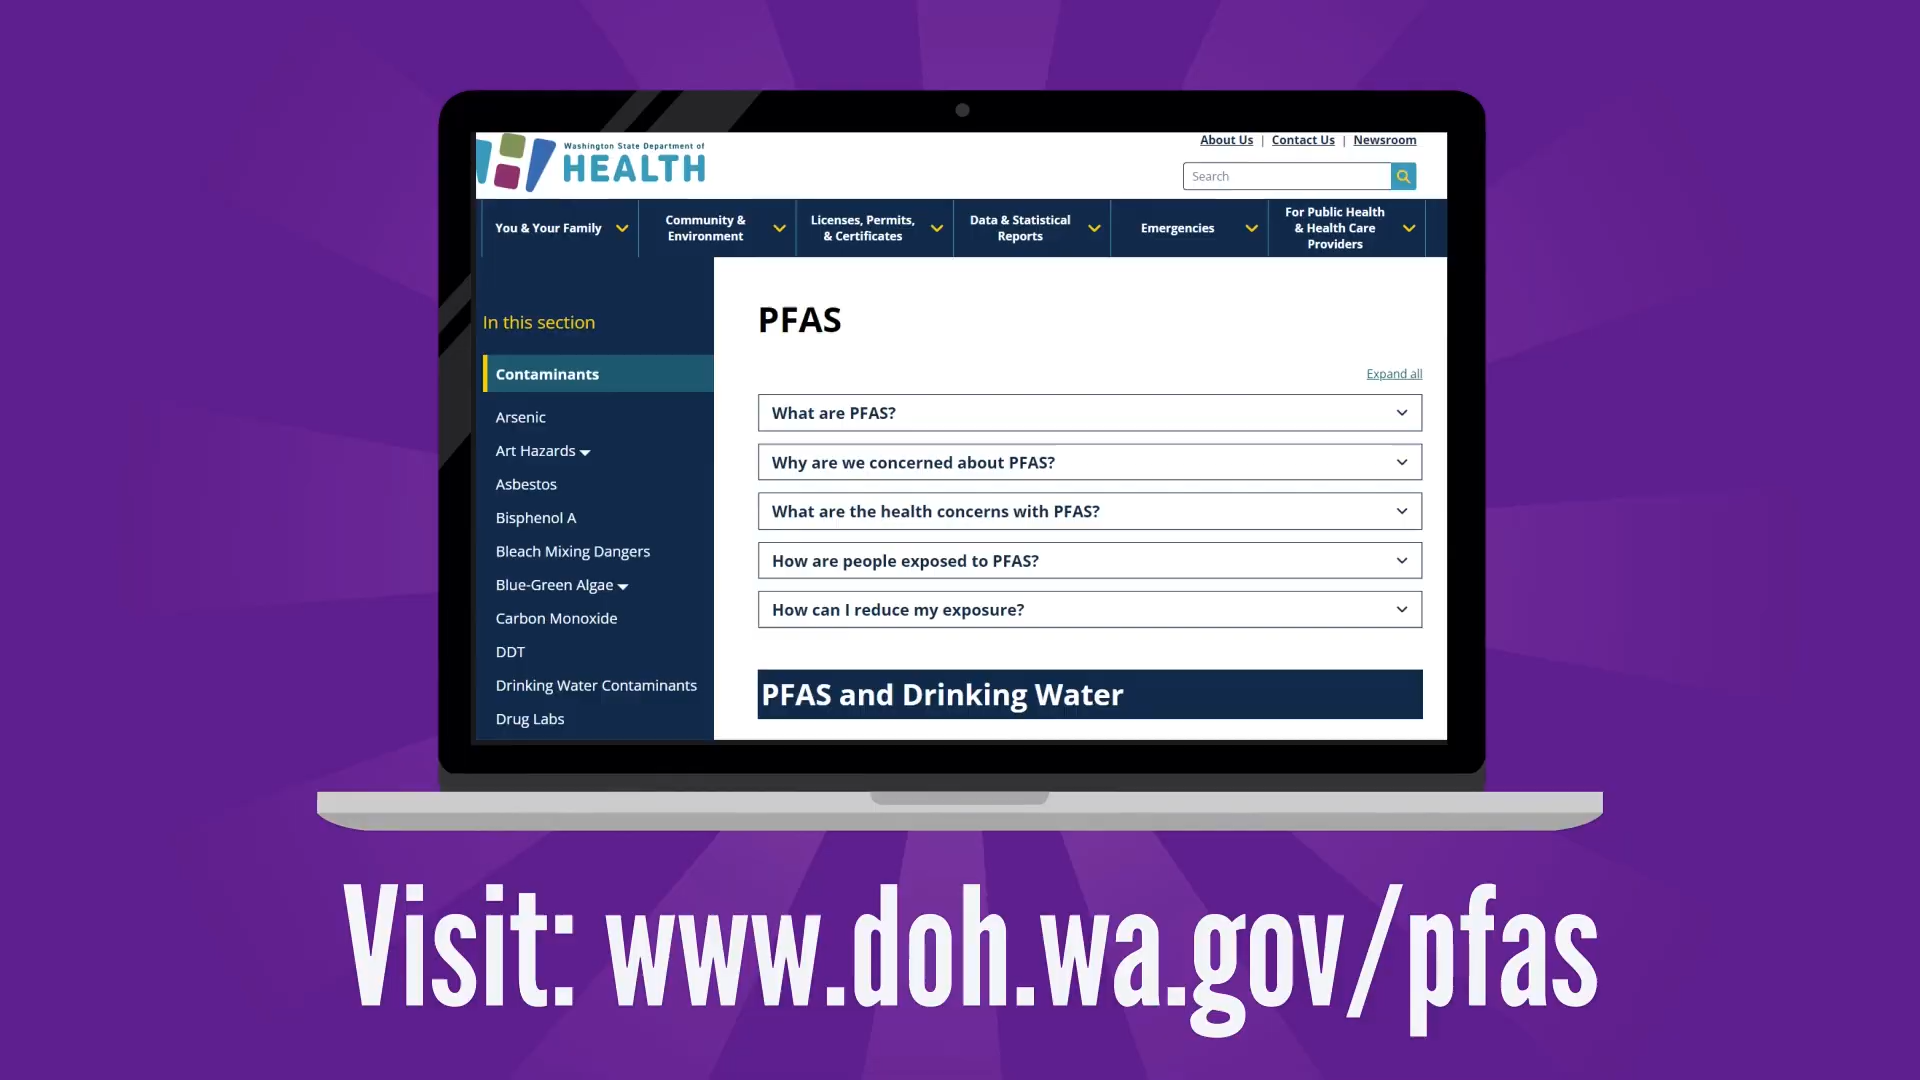 Washington State Department of
HEALTH
About Us | Contact Us | Newsroom
Search
You & Your Family
Community &
Environment
Licenses, Permits,
& Certificates
Data & Statistical
Reports
Emergencies
For Public Health
& Health Care
Providers
In this section
Contaminants
Arsenic
Art Hazards
Asbestos
Bisphenol A
Bleach Mixing Dangers
Blue-Green Algae
Carbon Monoxide
DDT
Drinking Water Contaminants
Drug Labs
PFAS
Expand all
What are PFAS?
Why are we concerned about PFAS?
What are the health concerns with PFAS?
How are people exposed to PFAS?
How can I reduce my exposure?
PFAS and Drinking Water
Visit: www.doh.wa.gov/pfas